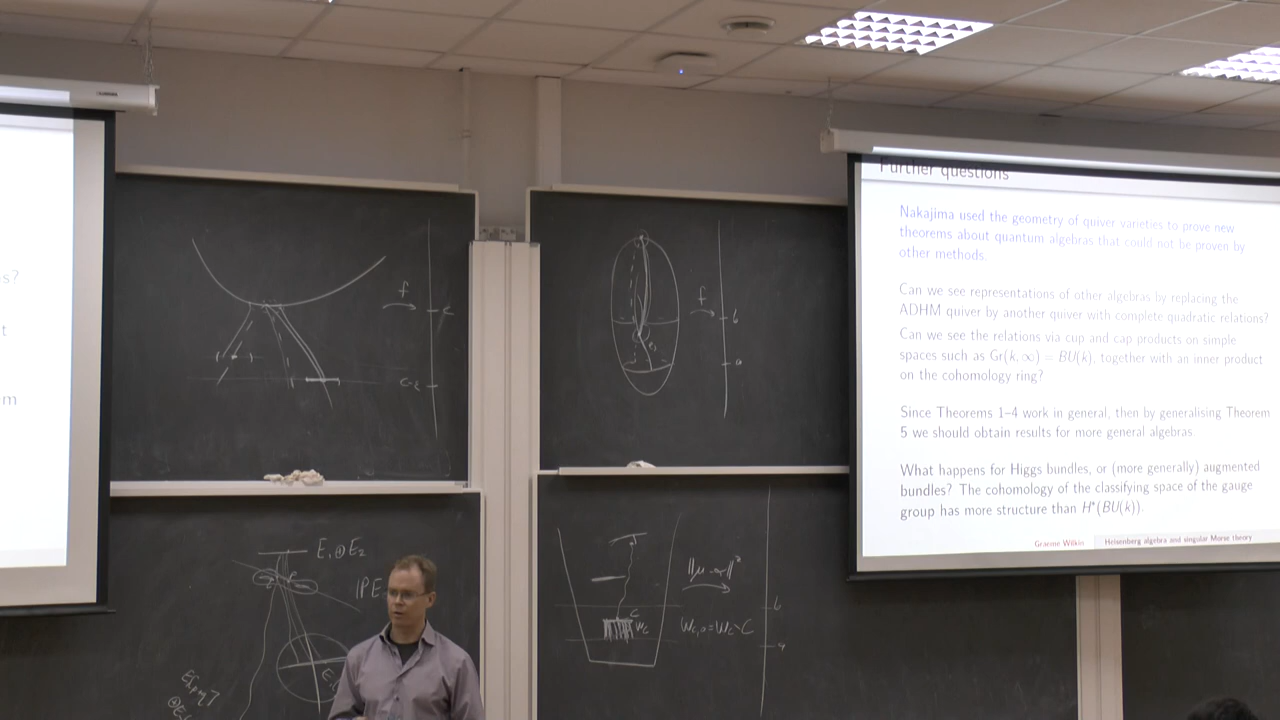 s?
t
m
f
c
c-ε
f
b
a
E₁⊕E₂
‖μ-α‖²
C
W_C
W_{C,0}=W_C∖C
b
a
Further questions
Nakajima used the geometry of quiver varieties to prove new
theorems about quantum algebras that could not be proven by
other methods.
Can we see representations of other algebras by replacing the
ADHM quiver by another quiver with complete quadratic relations?
Can we see the relations via cup and cap products on simple
spaces such as Gr(k, ∞) = BU(k), together with an inner product
on the cohomology ring?
Since Theorems 1–4 work in general, then by generalising Theorem
5 we should obtain results for more general algebras
What happens for Higgs bundles, or (more generally) augmented
bundles? The cohomology of the classifying space of the gauge
group has more structure than H*(BU(k)).
Graeme Wilkin Heisenberg algebra and singular Morse theory